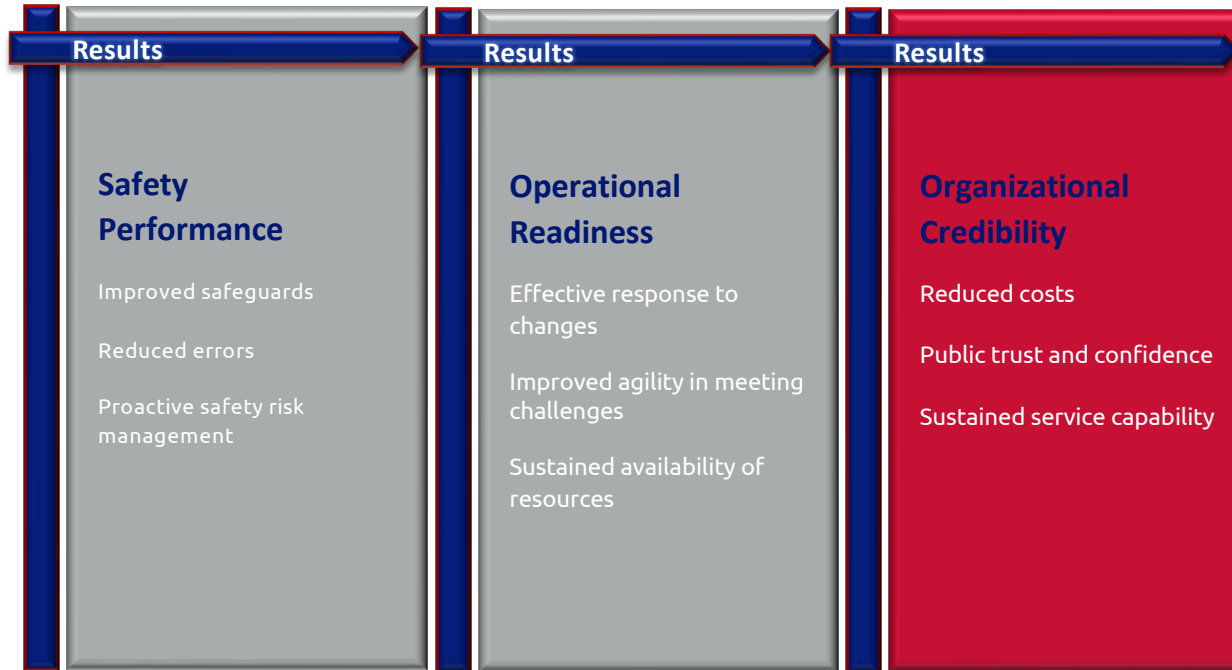 Results
Safety
Performance
Improved safeguards
Reduced errors
Proactive safety risk
management
Results
Operational
Readiness
Effective response to
changes
Improved agility in meeting
challenges
Sustained availability of
resources
Results
Organizational
Credibility
Reduced costs
Public trust and confidence
Sustained service capability